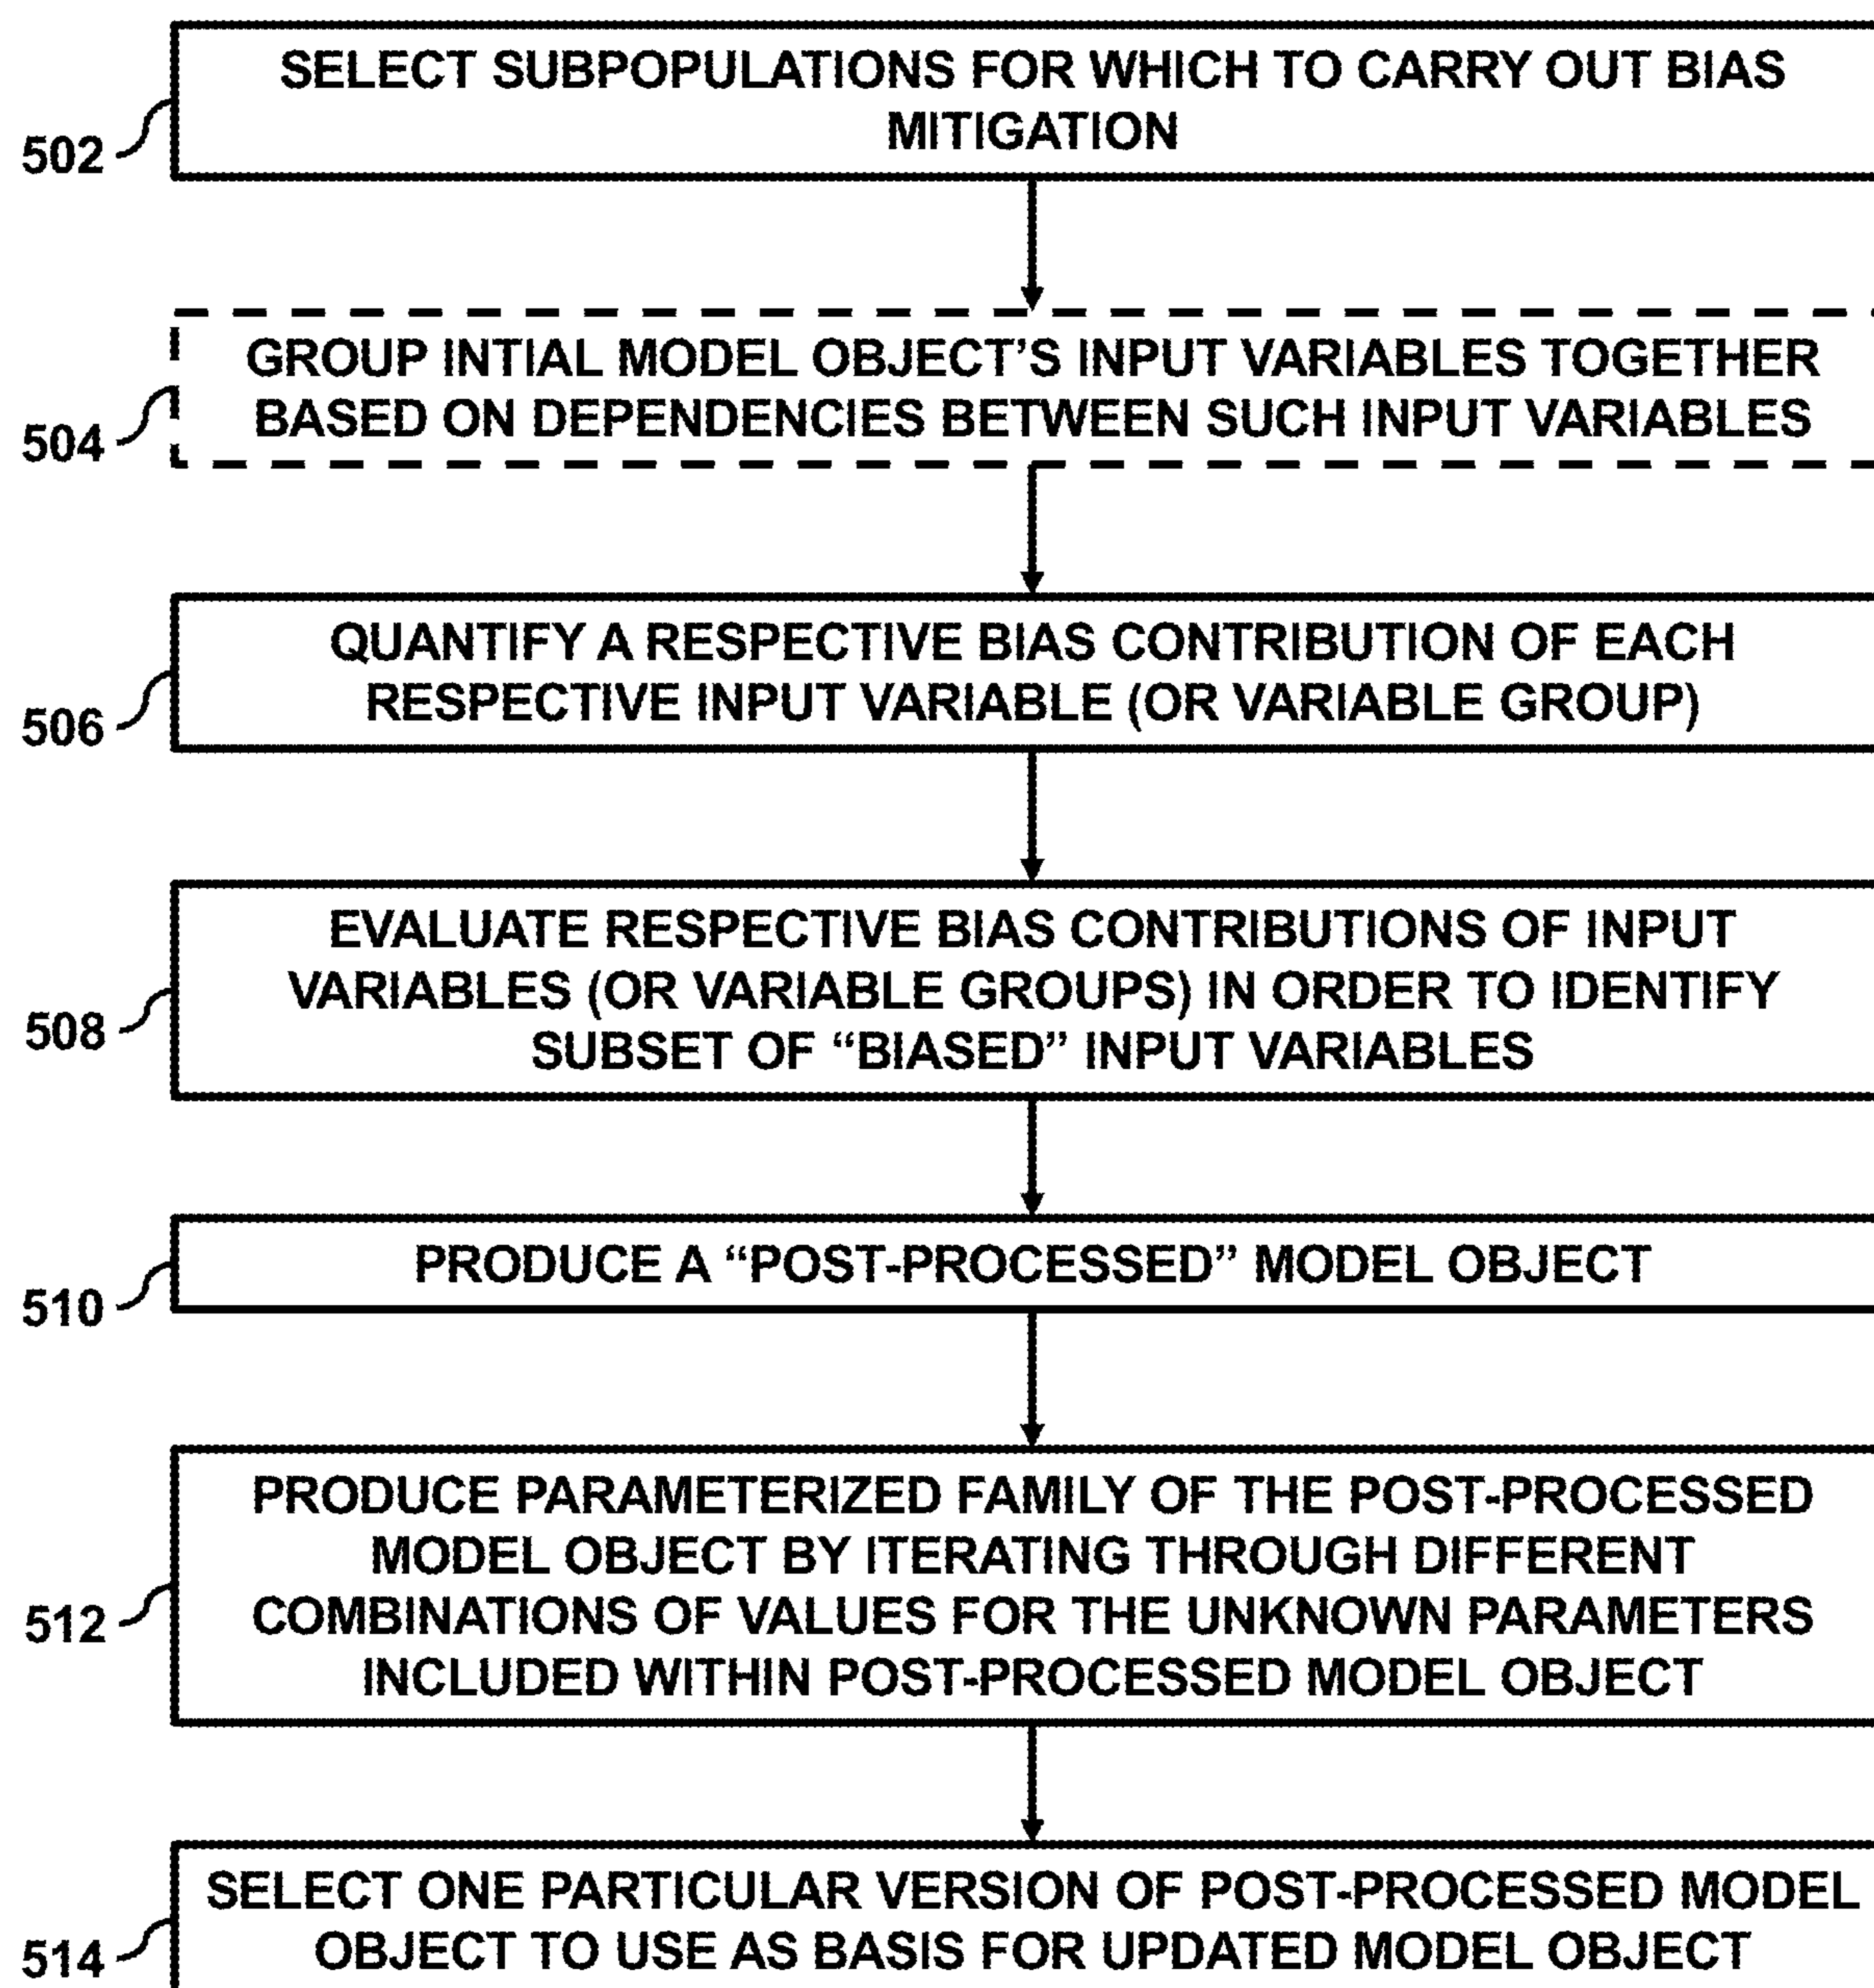 SELECT SUBPOPULATIONS FOR WHICH TO CARRY OUT BIAS
MITIGATION
502
GROUP INTIAL MODEL OBJECT’S INPUT VARIABLES TOGETHER
BASED ON DEPENDENCIES BETWEEN SUCH INPUT VARIABLES
504
QUANTIFY A RESPECTIVE BIAS CONTRIBUTION OF EACH
RESPECTIVE INPUT VARIABLE (OR VARIABLE GROUP)
506
EVALUATE RESPECTIVE BIAS CONTRIBUTIONS OF INPUT
VARIABLES (OR VARIABLE GROUPS) IN ORDER TO IDENTIFY
SUBSET OF “BIASED” INPUT VARIABLES
508
PRODUCE A “POST-PROCESSED” MODEL OBJECT
510
PRODUCE PARAMETERIZED FAMILY OF THE POST-PROCESSED
MODEL OBJECT BY ITERATING THROUGH DIFFERENT
COMBINATIONS OF VALUES FOR THE UNKNOWN PARAMETERS
INCLUDED WITHIN POST-PROCESSED MODEL OBJECT
512
SELECT ONE PARTICULAR VERSION OF POST-PROCESSED MODEL
OBJECT TO USE AS BASIS FOR UPDATED MODEL OBJECT
514